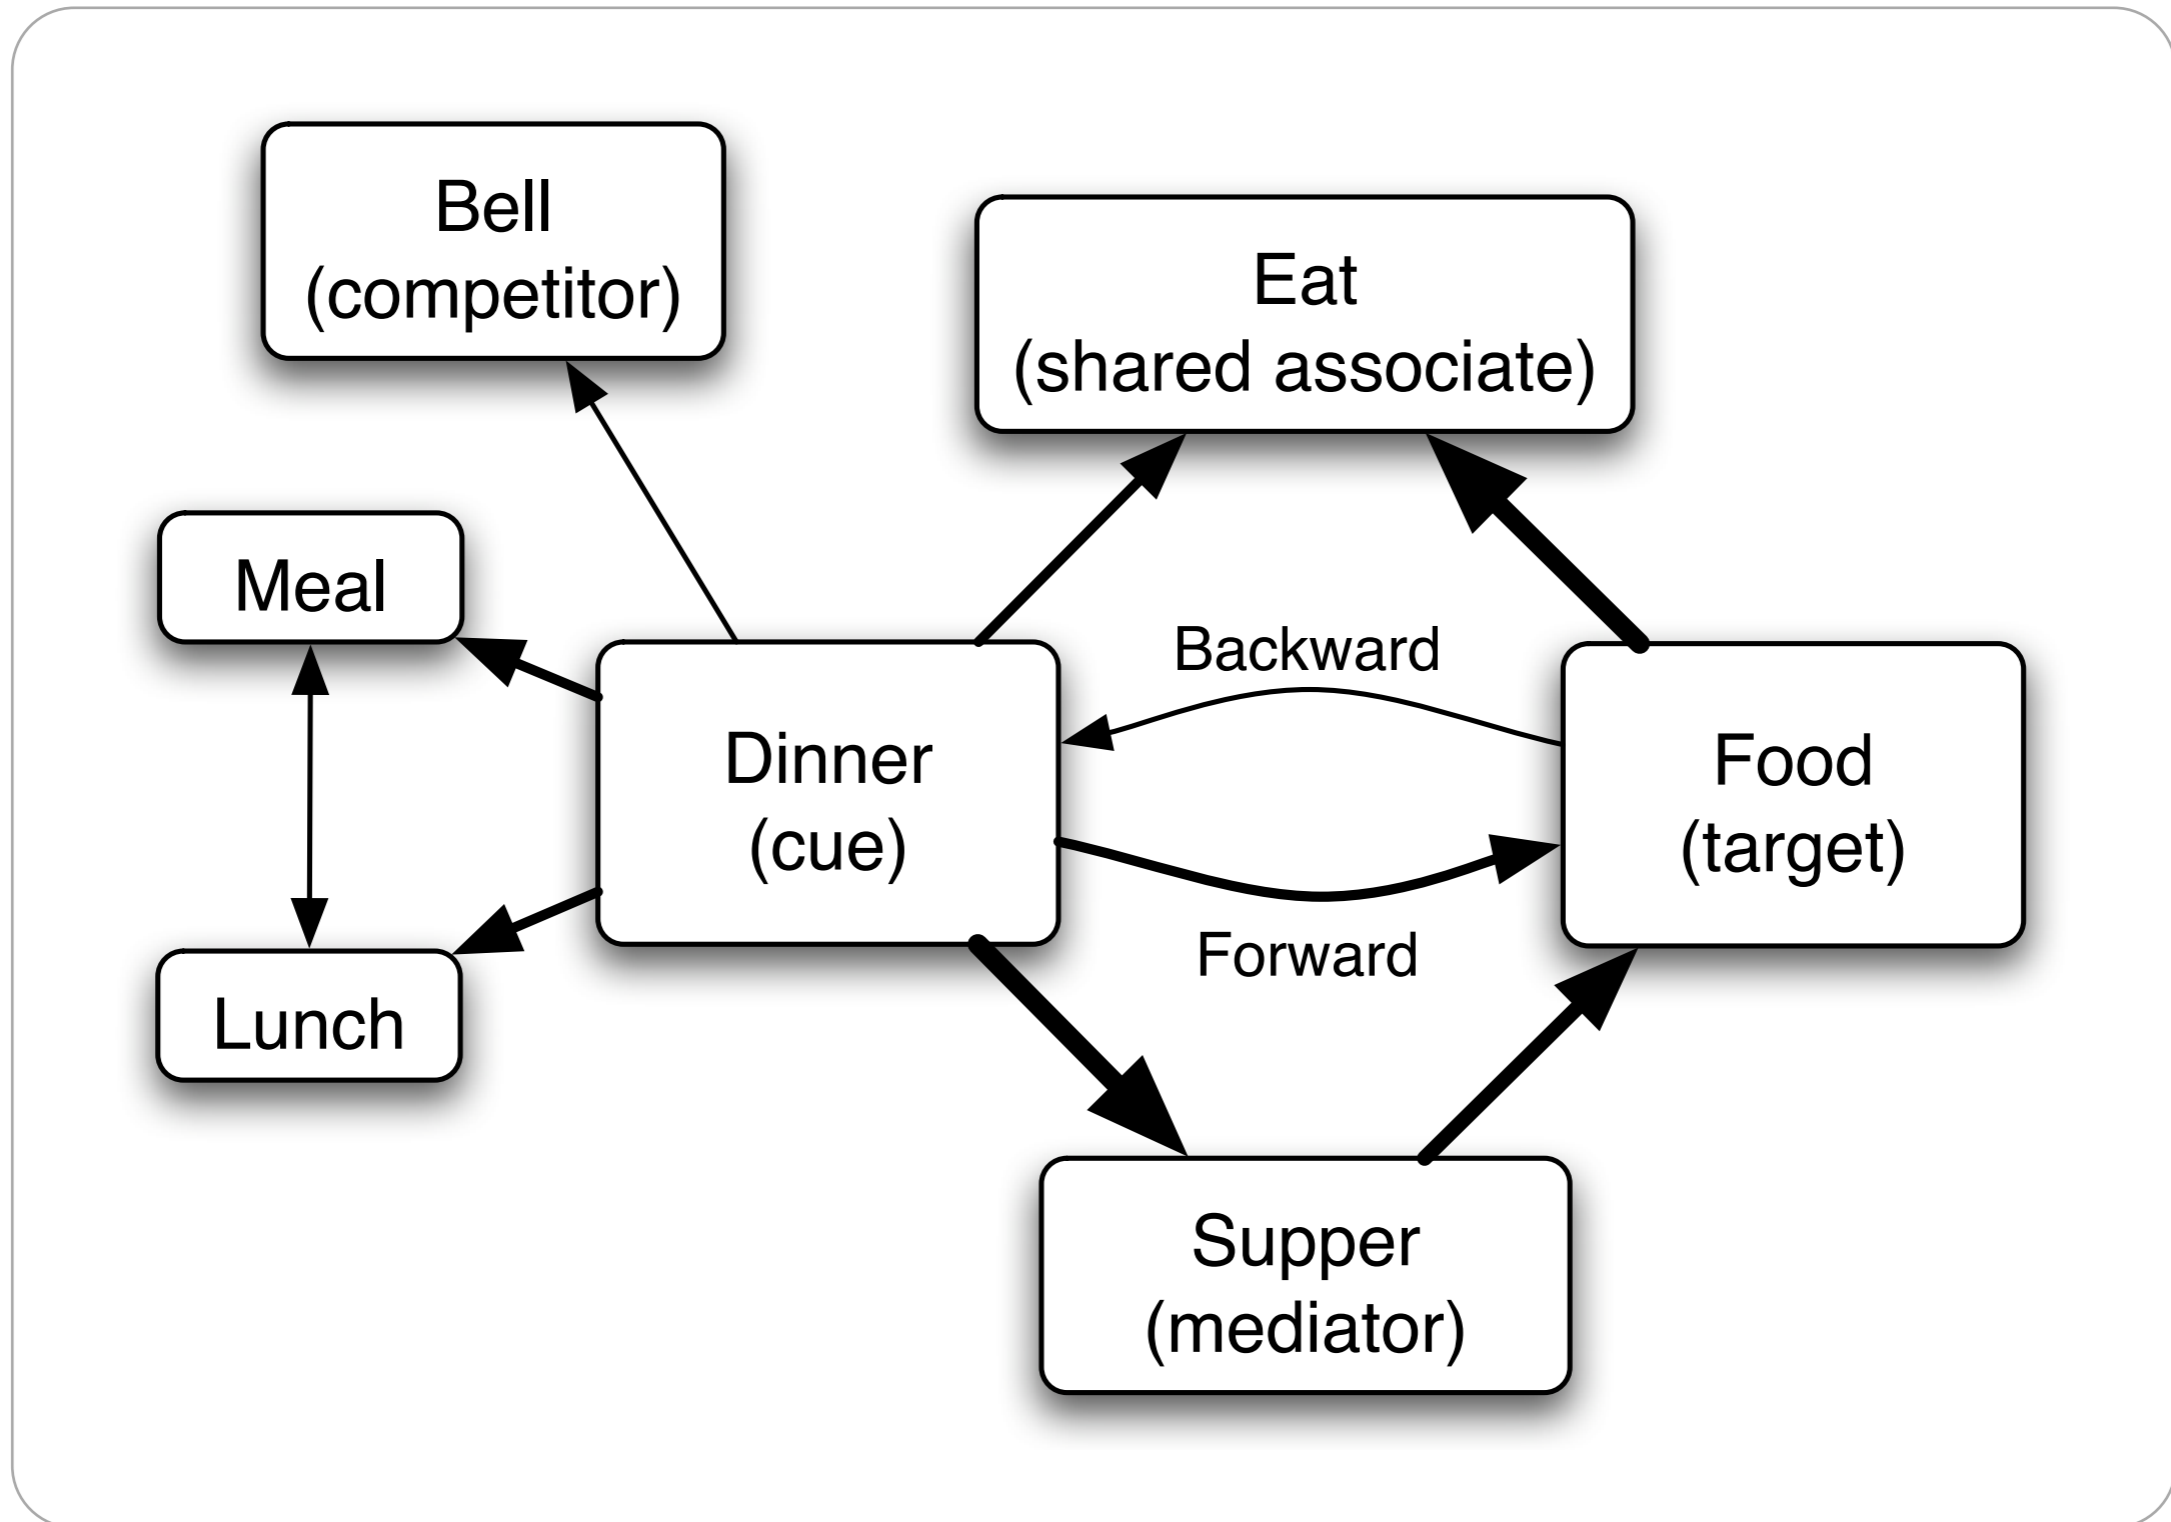 Bell
(competitor)
Eat
(shared associate)
Meal
Backward
Dinner
(cue)
Food
(target)
Forward
Lunch
Supper
(mediator)